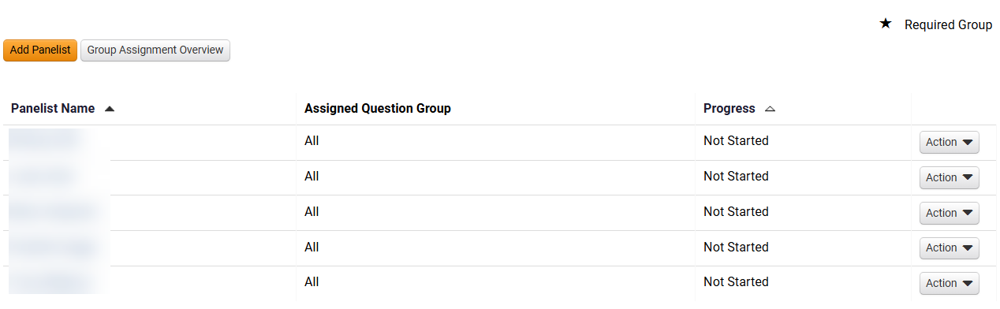 ★ Required Group
Add Panelist Group Assignment Overview
Panelist Name Assigned Question Group Progress
All Not Started Action
All Not Started Action
All Not Started Action
All Not Started Action
All Not Started Action